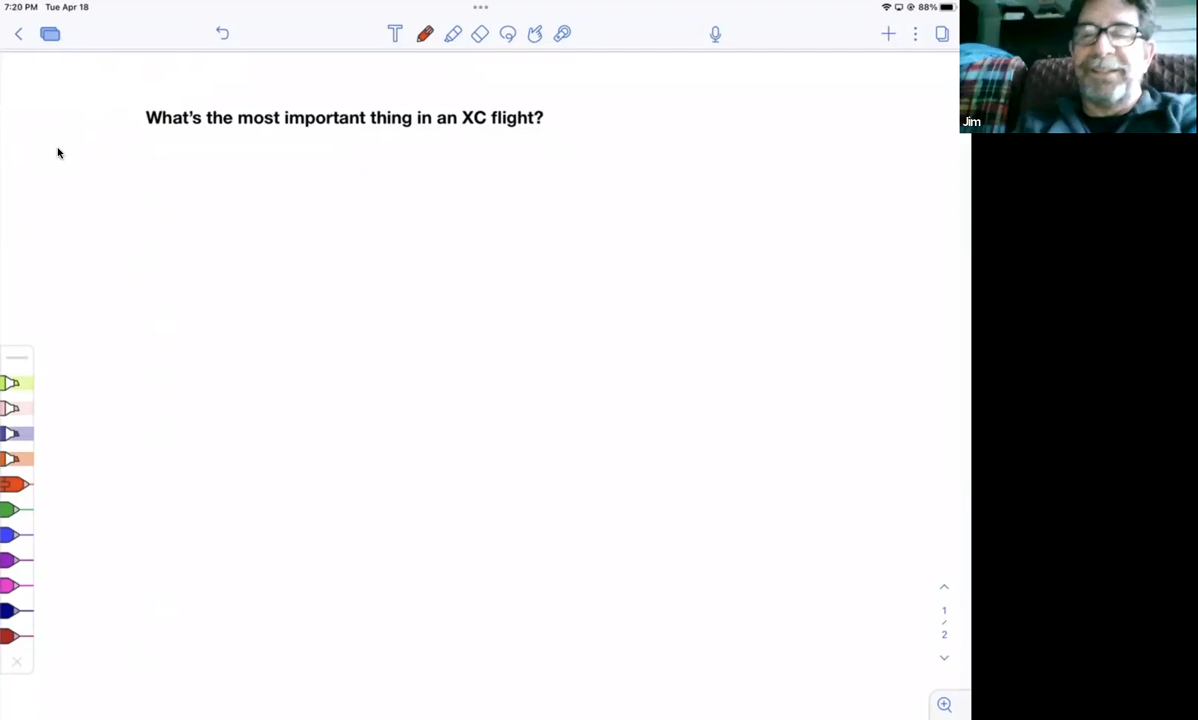 7:20 PM Tue Apr 18
88%
T
Jim
What's the most important thing in an XC flight?
1
2